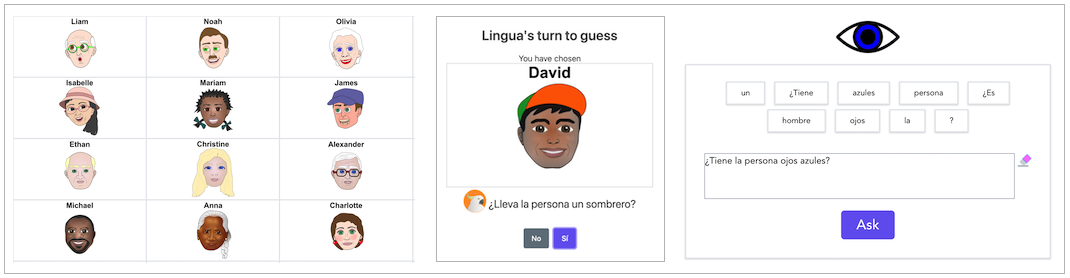 Liam
Noah
Olivia
Isabelle
Mariam
James
Ethan
Christine
Alexander
Michael
Anna
Charlotte
Lingua's turn to guess
You have chosen
David
¿Lleva la persona un sombrero?
No
Sí
un
¿Tiene
azules
persona
¿Es
hombre
ojos
la
?
¿Tiene la persona ojos azules?
Ask